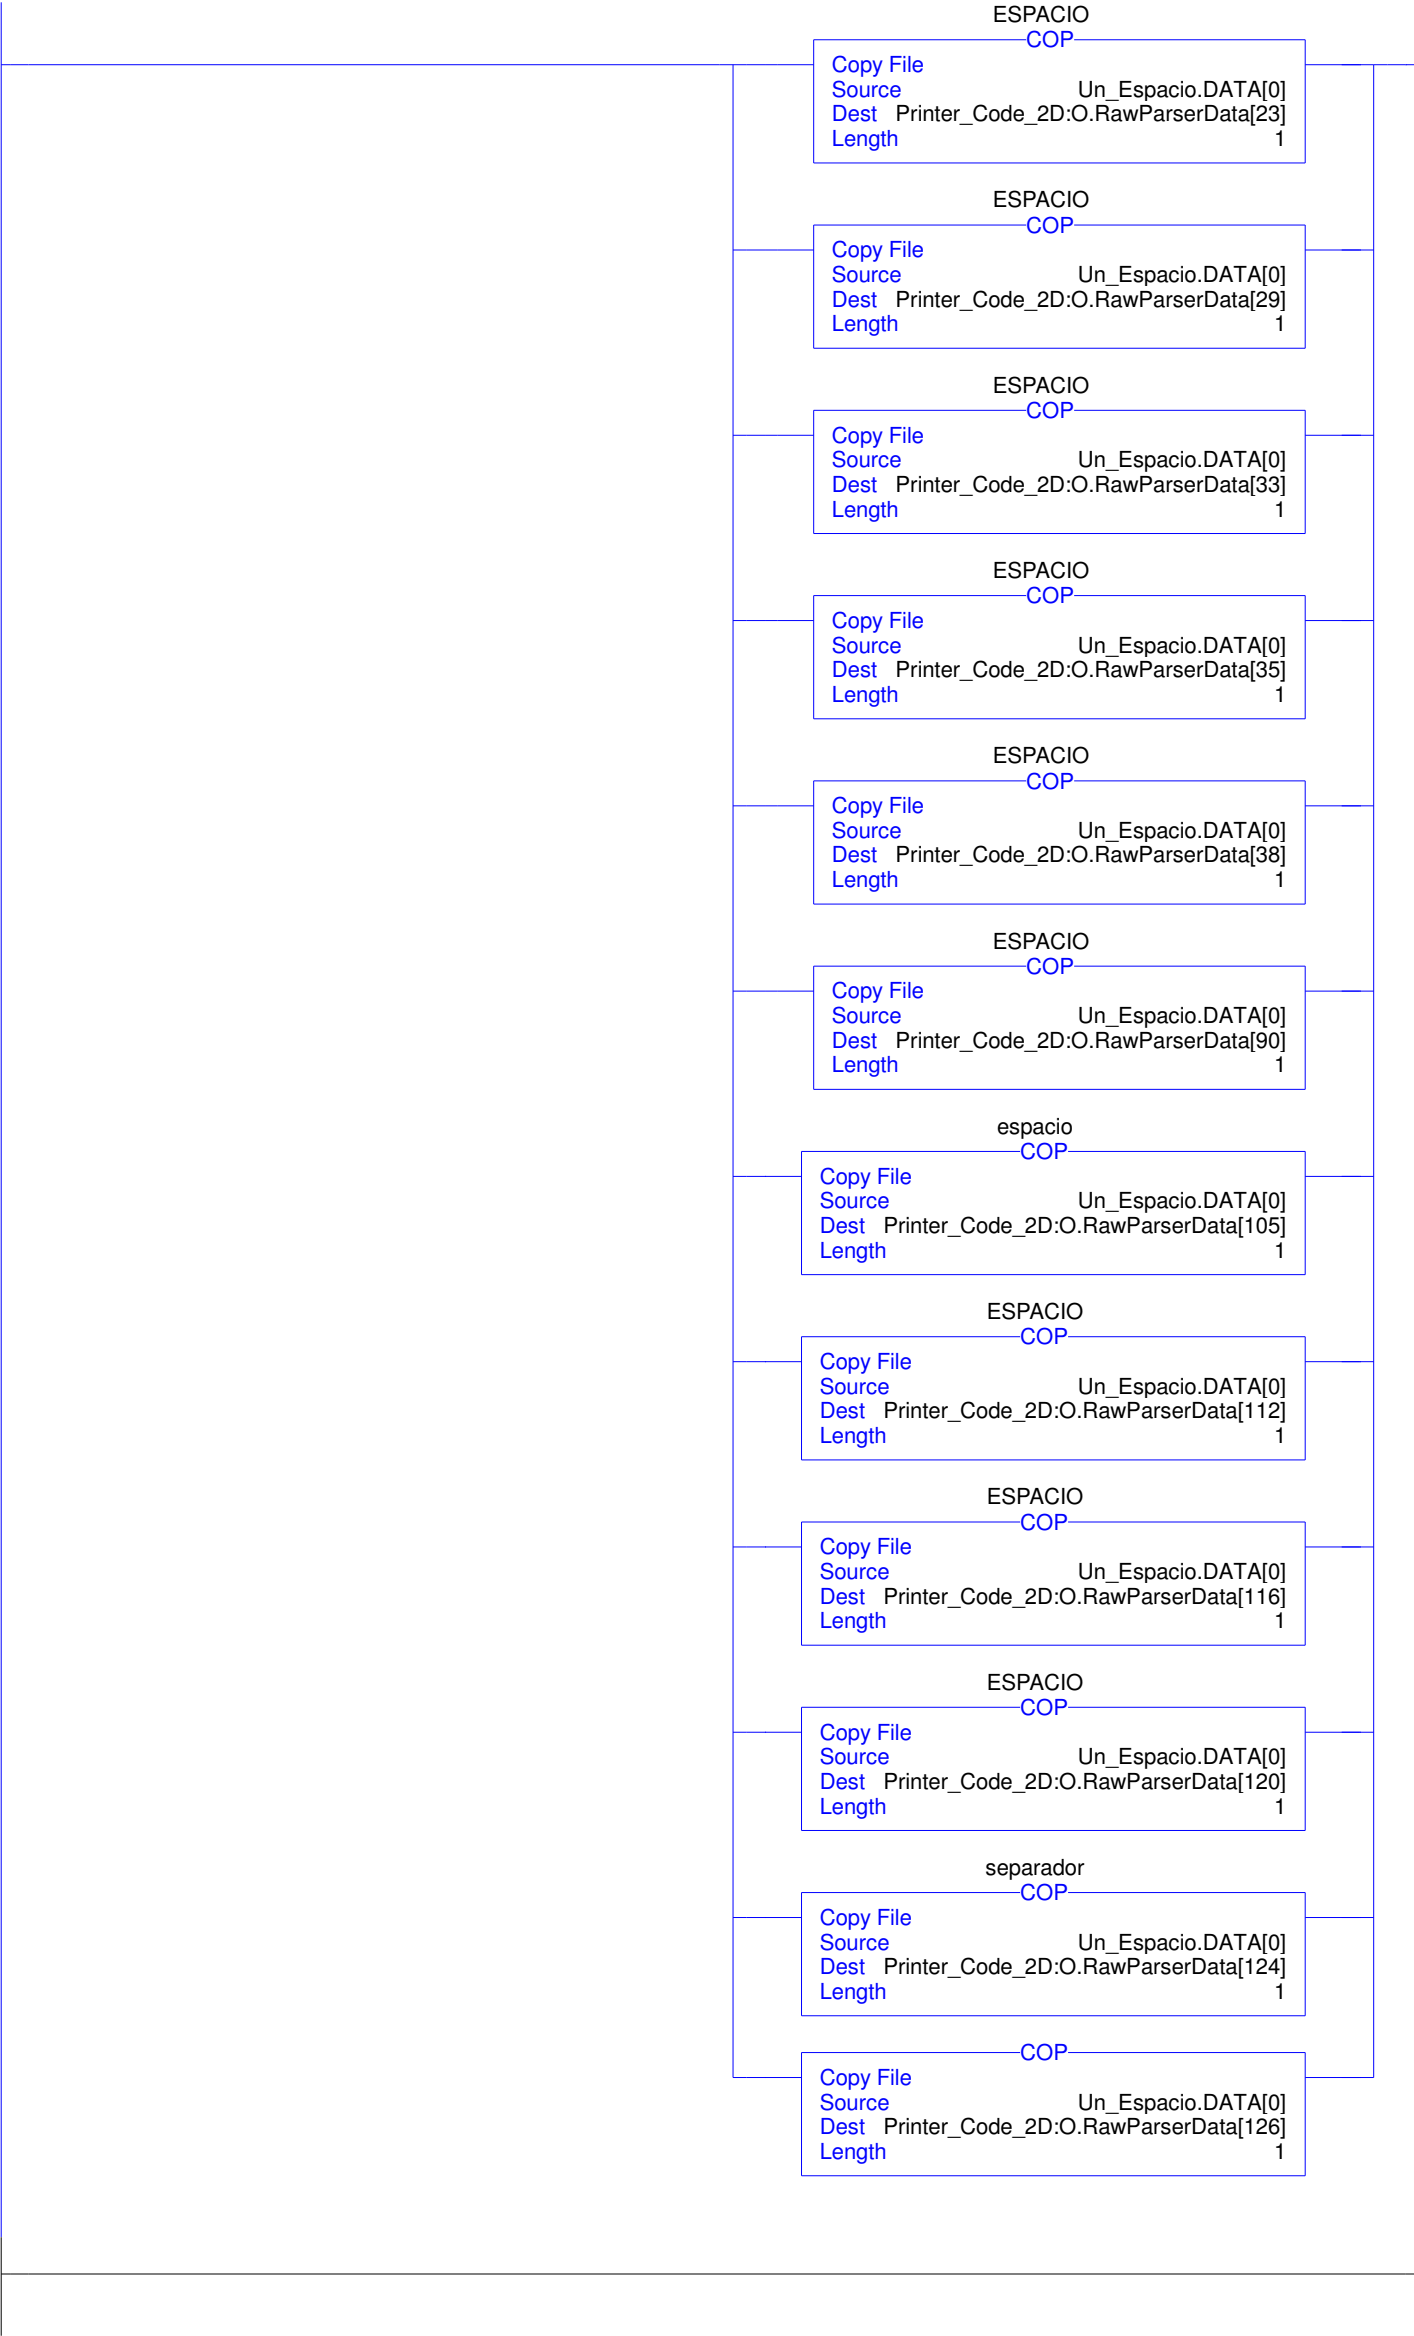 ESPACIO
COP
Copy File
Source Un_Espacio.DATA[0]
Dest Printer_Code_2D:O.RawParserData[23]
Length 1
ESPACIO
COP
Copy File
Source Un_Espacio.DATA[0]
Dest Printer_Code_2D:O.RawParserData[29]
Length 1
ESPACIO
COP
Copy File
Source Un_Espacio.DATA[0]
Dest Printer_Code_2D:O.RawParserData[33]
Length 1
ESPACIO
COP
Copy File
Source Un_Espacio.DATA[0]
Dest Printer_Code_2D:O.RawParserData[35]
Length 1
ESPACIO
COP
Copy File
Source Un_Espacio.DATA[0]
Dest Printer_Code_2D:O.RawParserData[38]
Length 1
ESPACIO
COP
Copy File
Source Un_Espacio.DATA[0]
Dest Printer_Code_2D:O.RawParserData[90]
Length 1
espacio
COP
Copy File
Source Un_Espacio.DATA[0]
Dest Printer_Code_2D:O.RawParserData[105]
Length 1
ESPACIO
COP
Copy File
Source Un_Espacio.DATA[0]
Dest Printer_Code_2D:O.RawParserData[112]
Length 1
ESPACIO
COP
Copy File
Source Un_Espacio.DATA[0]
Dest Printer_Code_2D:O.RawParserData[116]
Length 1
ESPACIO
COP
Copy File
Source Un_Espacio.DATA[0]
Dest Printer_Code_2D:O.RawParserData[120]
Length 1
separador
COP
Copy File
Source Un_Espacio.DATA[0]
Dest Printer_Code_2D:O.RawParserData[124]
Length 1
COP
Copy File
Source Un_Espacio.DATA[0]
Dest Printer_Code_2D:O.RawParserData[126]
Length 1